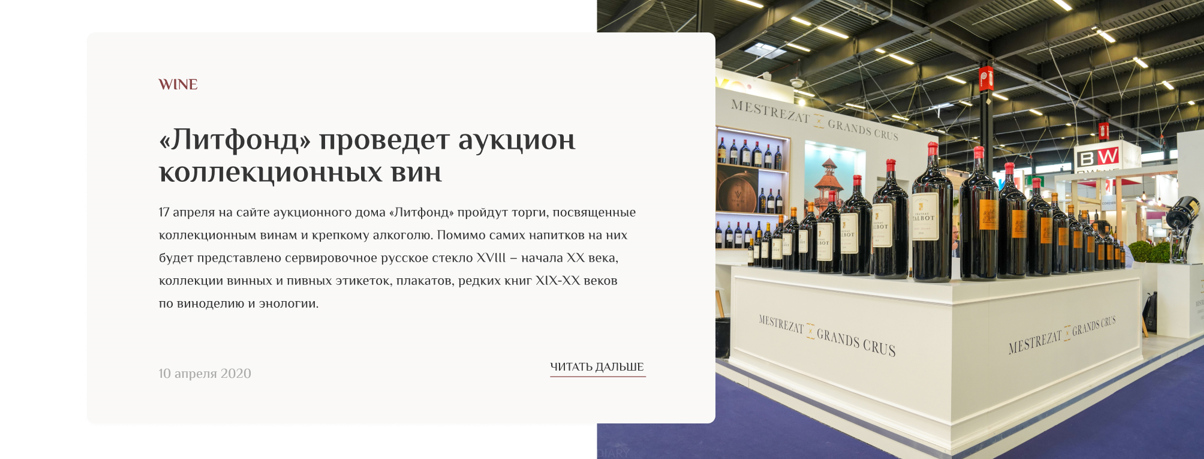 WINE
«Литфонд» проведет аукцион
коллекционных вин
17 апреля на сайте аукционного дома «Литфонд» пройдут торги, посвященные
коллекционным винам и крепкому алкоголю. Помимо самих напитков на них
будет представлено сервировочное русское стекло XVIII – начала XX века,
коллекции винных и пивных этикеток, плакатов, редких книг XIX-XX веков
по виноделию и энологии.
10 апреля 2020
ЧИТАТЬ ДАЛЬШЕ
MESTREZAT GRANDS CRUS
BW
TALBOT
MESTREZAT GRANDS CRUS
MESTREZAT GRANDS CRUS